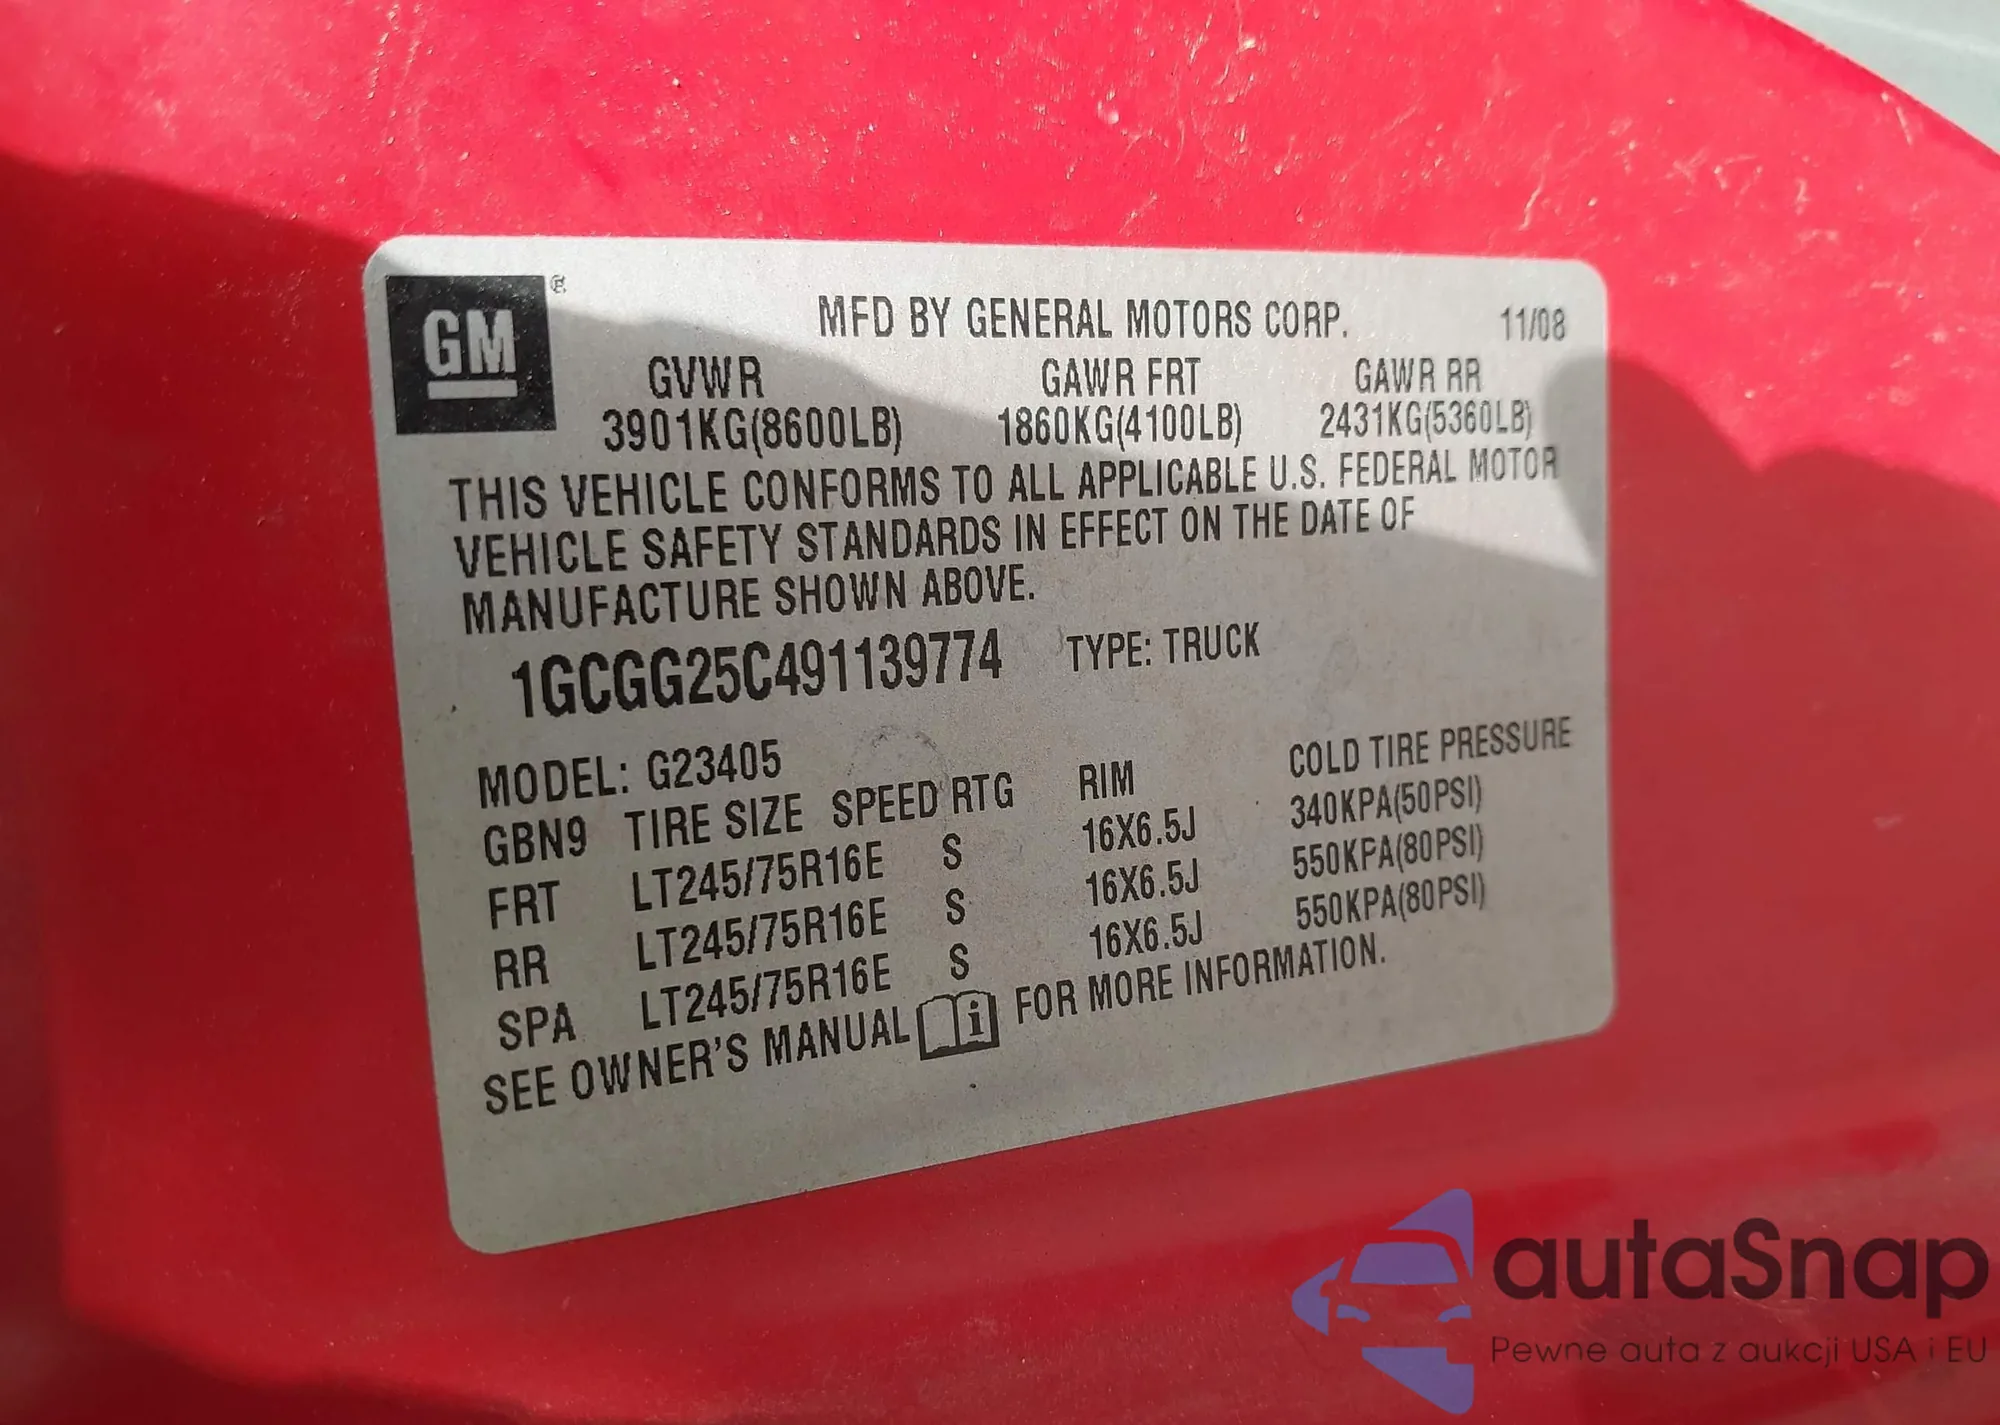 GM ®
MFD BY GENERAL MOTORS CORP. 11/08
GVWR GAWR FRT GAWR RR
3901KG(8600LB) 1860KG(4100LB) 2431KG(5360LB)
THIS VEHICLE CONFORMS TO ALL APPLICABLE U.S. FEDERAL MOTOR
VEHICLE SAFETY STANDARDS IN EFFECT ON THE DATE OF
MANUFACTURE SHOWN ABOVE.
1GCGG25C491139774 TYPE: TRUCK
MODEL: G23405
GBN9 TIRE SIZE SPEED RTG RIM COLD TIRE PRESSURE
FRT LT245/75R16E S 16X6.5J 340KPA(50PSI)
RR LT245/75R16E S 16X6.5J 550KPA(80PSI)
SPA LT245/75R16E S 16X6.5J 550KPA(80PSI)
SEE OWNER'S MANUAL i FOR MORE INFORMATION.
autaSnap
Pewne auta z aukcji USA i EU